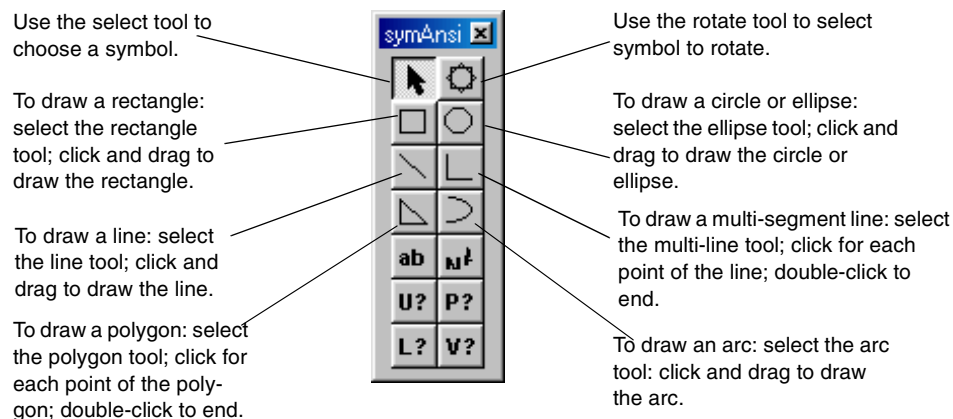 Use the select tool to
choose a symbol.
To draw a rectangle:
select the rectangle
tool; click and drag to
draw the rectangle.
To draw a line: select
the line tool; click and
drag to draw the line.
To draw a polygon: select
the polygon tool; click for
each point of the poly-
gon; double-click to end.
symAnsi
ab
N
U? P?
L? V?
Use the rotate tool to select
symbol to rotate.
To draw a circle or ellipse:
select the ellipse tool; click and
drag to draw the circle or
ellipse.
To draw a multi-segment line: select
the multi-line tool; click for each
point of the line; double-click to
end.
To draw an arc: select the arc
tool: click and drag to draw
the arc.